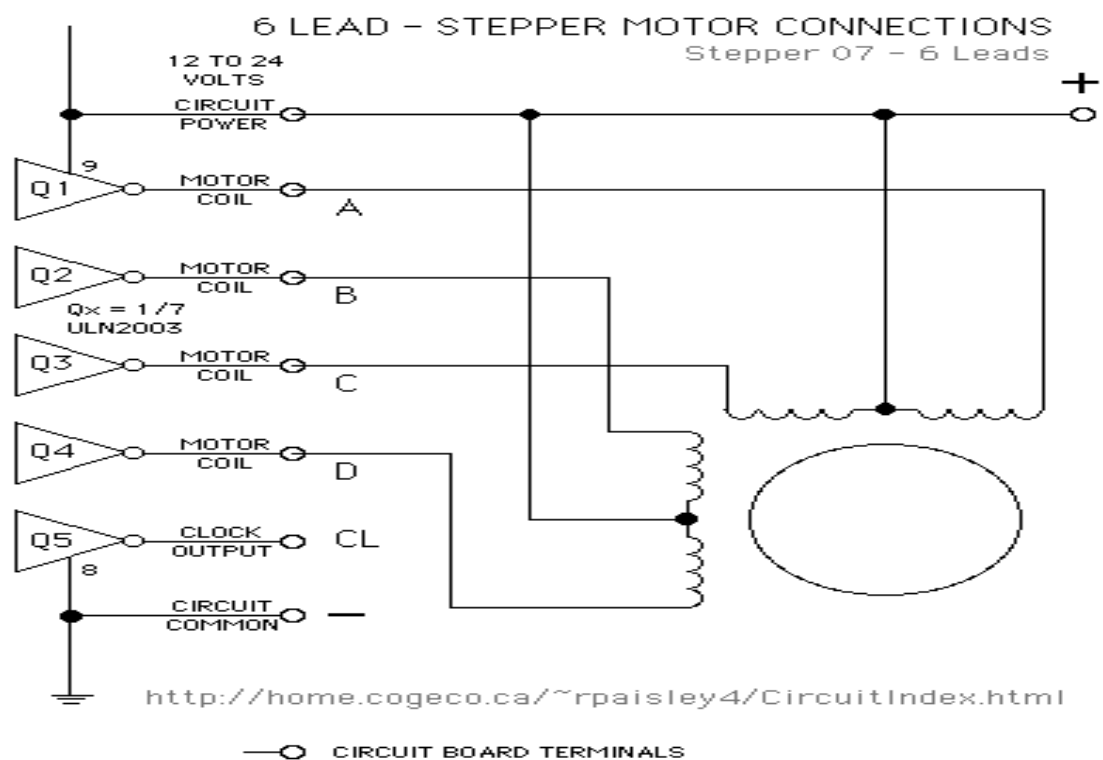 6 LEAD - STEPPER MOTOR CONNECTIONS
Stepper 07 - 6 Leads
12 TO 24
VOLTS
CIRCUIT
POWER
+
9
Q1
MOTOR
COIL
A
Q2
MOTOR
COIL
B
Qx = 1/7
ULN2003
Q3
MOTOR
COIL
C
Q4
MOTOR
COIL
D
Q5
CLOCK
OUTPUT
CL
8
CIRCUIT
COMMON
—
http://home.cogeco.ca/~rpaisley4/CircuitIndex.html
CIRCUIT BOARD TERMINALS